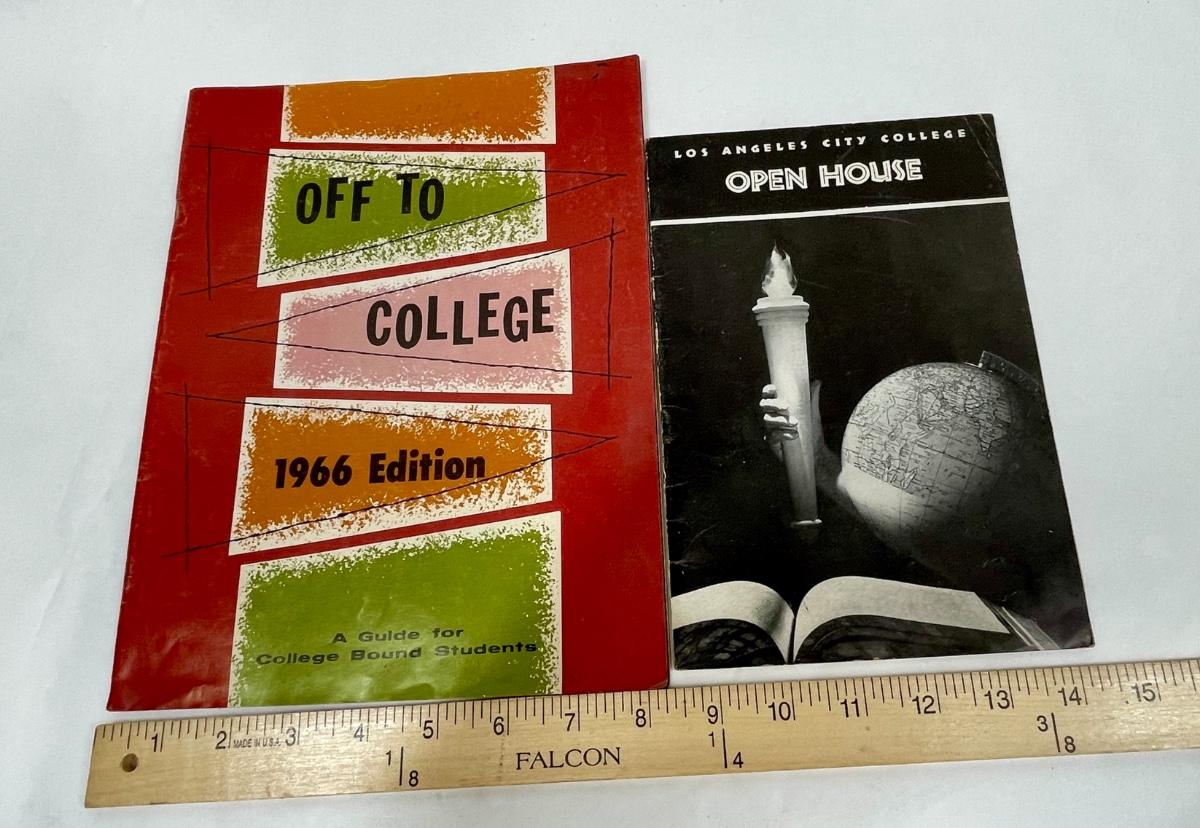 OFF TO
COLLEGE
1966 Edition
A Guide for
College Bound Students
LOS ANGELES CITY COLLEGE
OPEN HOUSE
1 2 3 4 5 6 7 8 9 10 11 12 13 14 15
MADE IN U.S.A.
1/8 FALCON 1/4 3/8